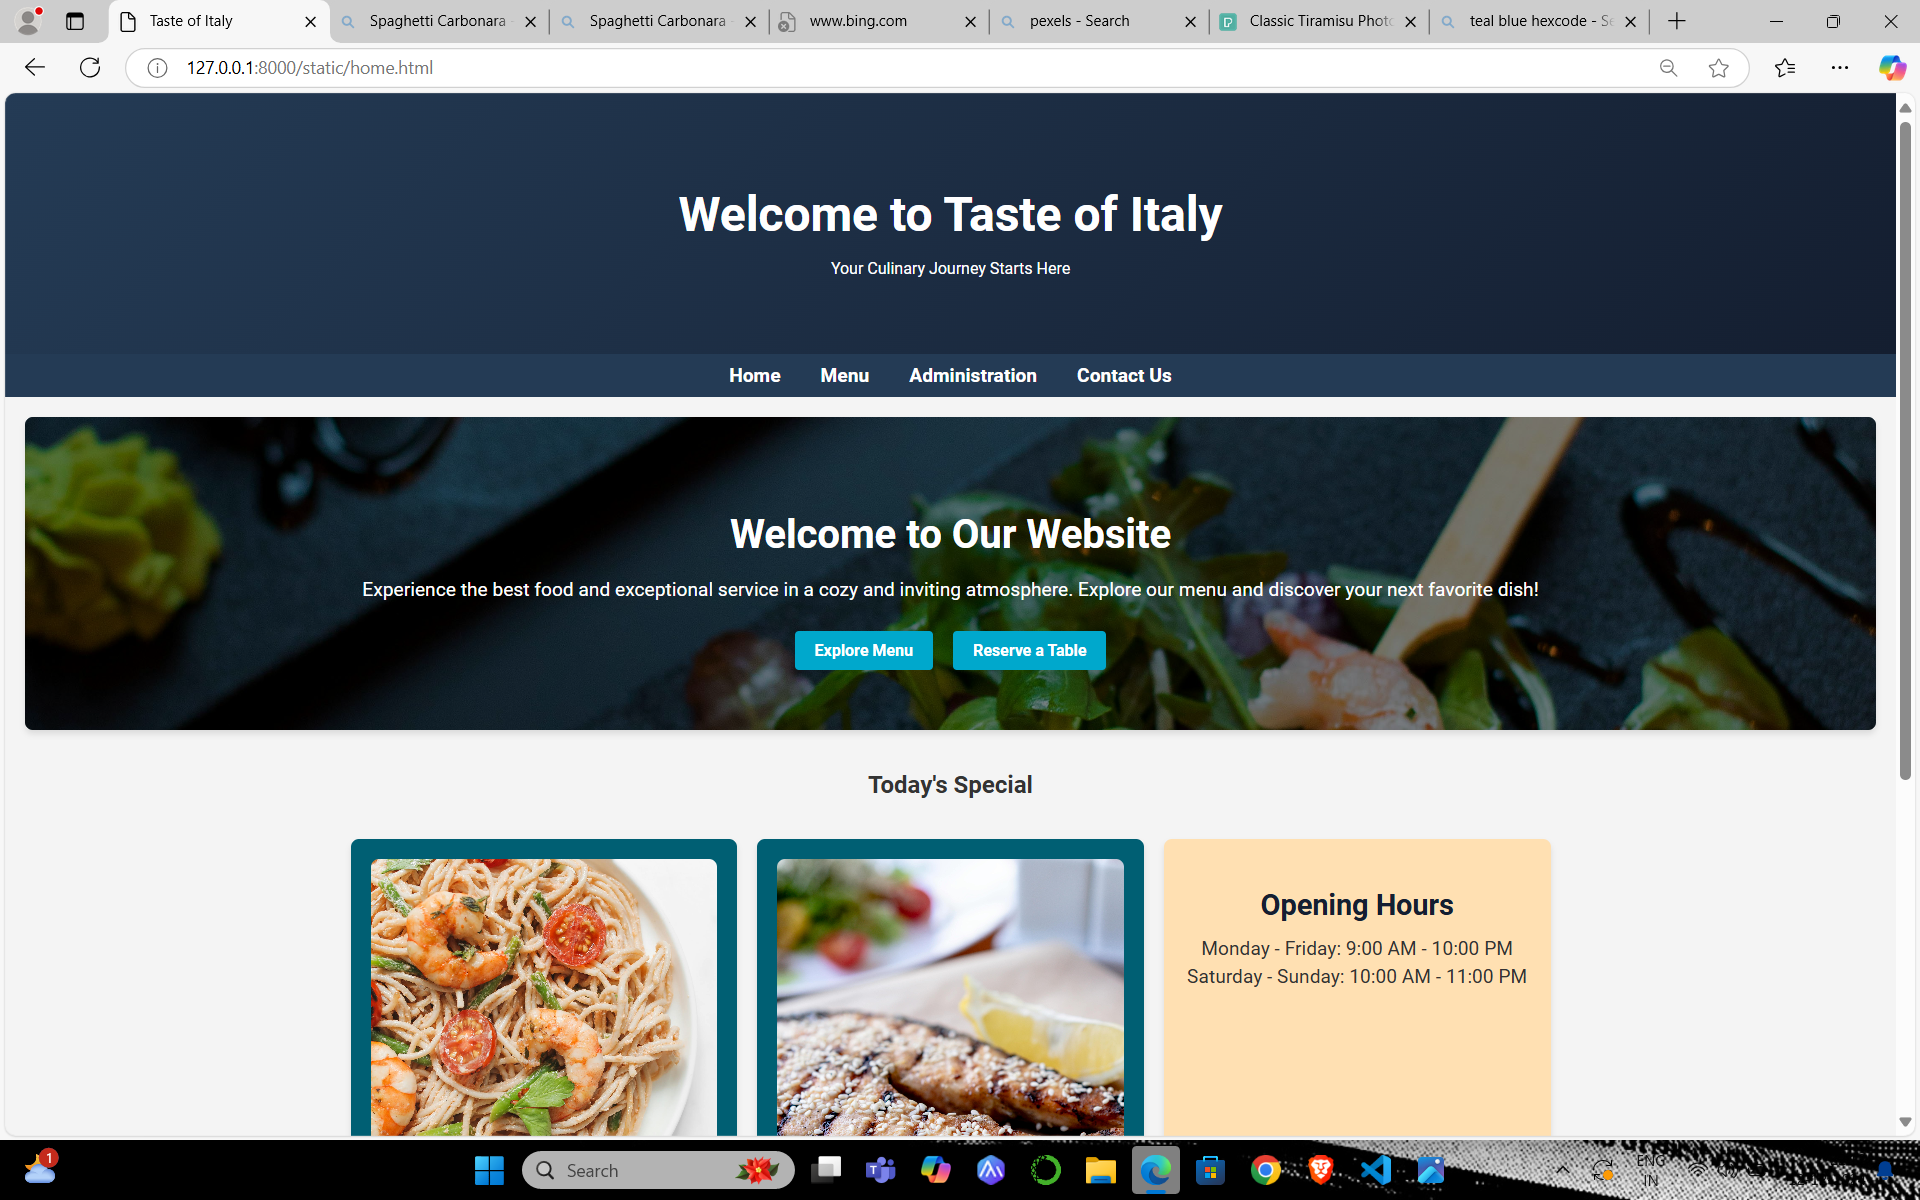 Taste of Italy
Spaghetti Carbonara
Spaghetti Carbonara
www.bing.com
pexels - Search
Classic Tiramisu Phot
teal blue hexcode - Se
127.0.0.1:8000/static/home.html
Welcome to Taste of Italy
Your Culinary Journey Starts Here
Home Menu Administration Contact Us
Welcome to Our Website
Experience the best food and exceptional service in a cozy and inviting atmosphere. Explore our menu and discover your next favorite dish!
Explore Menu Reserve a Table
Today's Special
Opening Hours
Monday - Friday: 9:00 AM - 10:00 PM
Saturday - Sunday: 10:00 AM - 11:00 PM
1
Search
ENG
IN